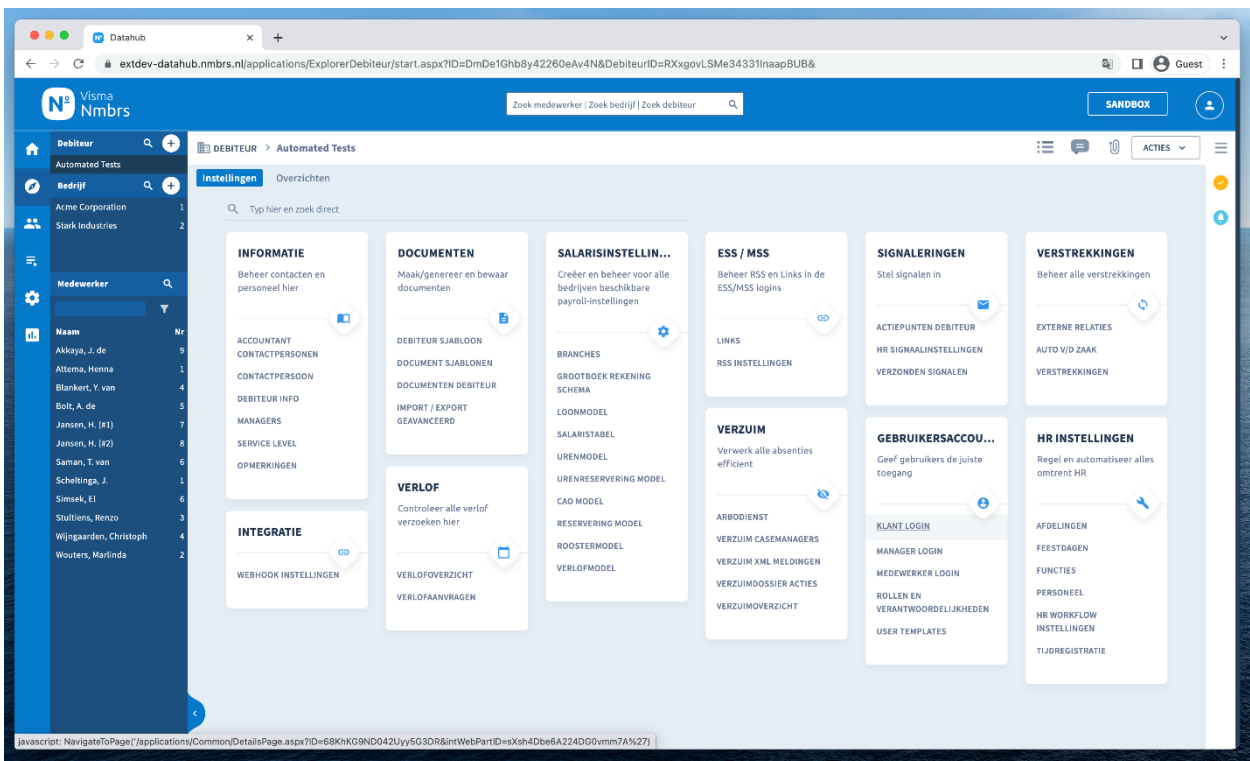 Datahub
extdev-datahub.nmbrs.nl/applications/ExplorerDebiteur/start.aspx?ID=DmDe1Ghb8y42260eAv4N&DebiteurID=RXxgovLSMe34331lnaapBUB&
Guest
Nº Visma
Nmbrs
Zoek medewerker | Zoek bedrijf | Zoek debiteur
SANDBOX
Debiteur
Automated Tests
Bedrijf
Acme Corporation 1
Stark Industries 2
Medewerker
Naam Nr
Akkaya, J. de 9
Attema, Henna 1
Blankert, Y. van 4
Bolt, A. de 5
Jansen, H. (#1) 7
Jansen, H. (#2) 8
Saman, T. van 6
Scheltinga, J. 1
Simsek, El 6
Stultiens, Renzo 3
Wijngaarden, Christoph 4
Wouters, Marlinda 2
DEBITEUR > Automated Tests
ACTIES
Instellingen Overzichten
Typ hier en zoek direct
INFORMATIE
Beheer contacten en
personeel hier
ACCOUNTANT
CONTACTPERSONEN
CONTACTPERSOON
DEBITEUR INFO
MANAGERS
SERVICE LEVEL
OPMERKINGEN
INTEGRATIE
WEBHOOK INSTELLINGEN
DOCUMENTEN
Maak/genereer en bewaar
documenten
DEBITEUR SJABLOON
DOCUMENT SJABLONEN
DOCUMENTEN DEBITEUR
IMPORT / EXPORT
GEAVANCEERD
VERLOF
Controleer alle verlof
verzoeken hier
VERLOFOVERZICHT
VERLOFAANVRAGEN
SALARISINSTELLIN...
Creëer en beheer voor alle
bedrijven beschikbare
payroll-instellingen
BRANCHES
GROOTBOEK REKENING
SCHEMA
LOONMODEL
SALARISTABEL
URENMODEL
URENRESERVERING MODEL
CAO MODEL
RESERVERING MODEL
ROOSTERMODEL
VERLOFMODEL
ESS / MSS
Beheer RSS en Links in de
ESS/MSS logins
LINKS
RSS INSTELLINGEN
VERZUIM
Verwerk alle absenties
efficient
ARBODIENST
VERZUIM CASEMANAGERS
VERZUIM XML MELDINGEN
VERZUIMDOSSIER ACTIES
VERZUIMOVERZICHT
SIGNALERINGEN
Stel signalen in
ACTIEPUNTEN DEBITEUR
HR SIGNAALINSTELLINGEN
VERZONDEN SIGNALEN
GEBRUIKERSACCOU...
Geef gebruikers de juiste
toegang
KLANT LOGIN
MANAGER LOGIN
MEDEWERKER LOGIN
ROLLEN EN
VERANTWOORDELIJKHEDEN
USER TEMPLATES
VERSTREKKINGEN
Beheer alle verstrekkingen
EXTERNE RELATIES
AUTO V/D ZAAK
VERSTREKKINGEN
HR INSTELLINGEN
Regel en automatiseer alles
omtrent HR
AFDELINGEN
FEESTDAGEN
FUNCTIES
PERSONEEL
HR WORKFLOW
INSTELLINGEN
TIJDREGISTRATIE
javascript: NavigateToPage('/applications/Common/DetailsPage.aspx?ID=68KhKG9ND042Uyy5G3DR&intWebPartID=sXsh4Dbe6A224DG0vmm7A%27)